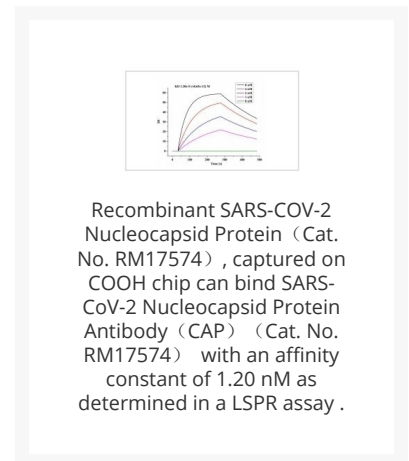 Recombinant SARS-COV-2
Nucleocapsid Protein（Cat.
No. RM17574）, captured on
COOH chip can bind SARS-
CoV-2 Nucleocapsid Protein
Antibody（CAP）（Cat. No.
RM17574） with an affinity
constant of 1.20 nM as
determined in a LSPR assay .